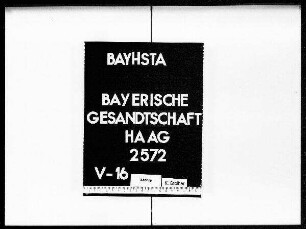 BAYHSTA
BAYERISCHE
GESANDTSCHAFT
HAAG
2572
V-16